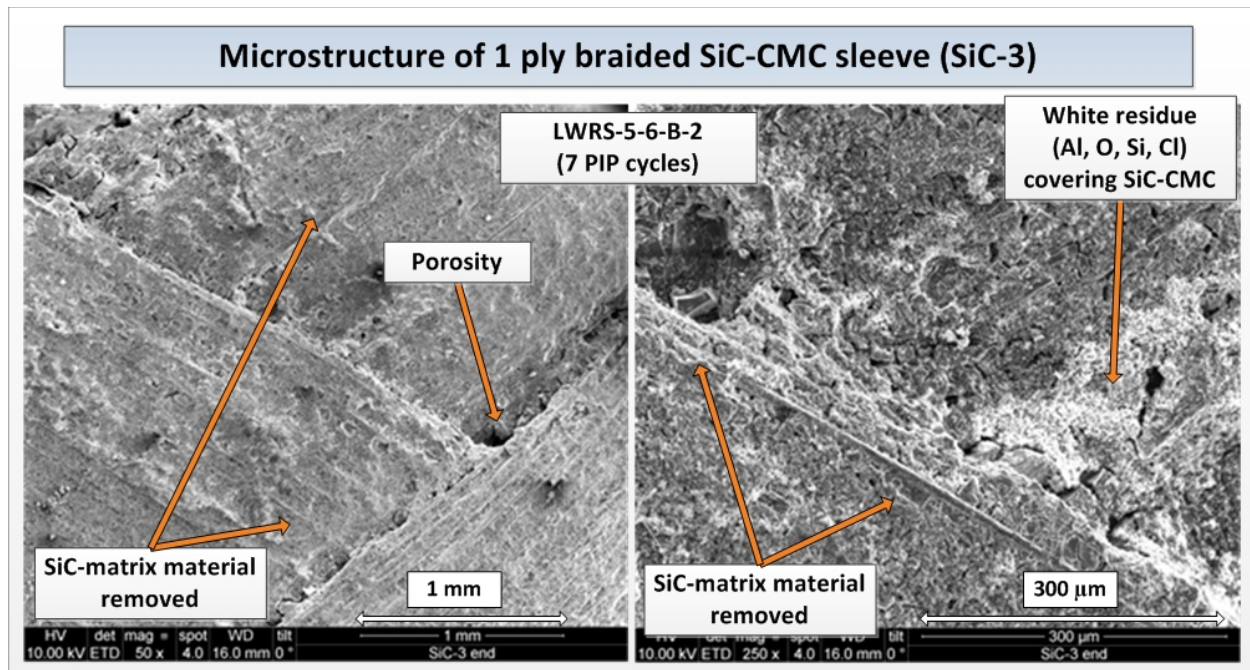 Microstructure of 1 ply braided SiC-CMC sleeve (SiC-3)
LWRS-5-6-B-2
(7 PIP cycles)
White residue
(Al, O, Si, Cl)
covering SiC-CMC
Porosity
SiC-matrix material
removed
1 mm
SiC-matrix material
removed
300 μm
HV det mag = spot WD tilt
10.00 kV ETD 50 x 4.0 16.0 mm 0 °
1 mm
SiC-3 end
HV det mag = spot WD tilt
10.00 kV ETD 250 x 4.0 16.0 mm 0 °
300 μm
SiC-3 end